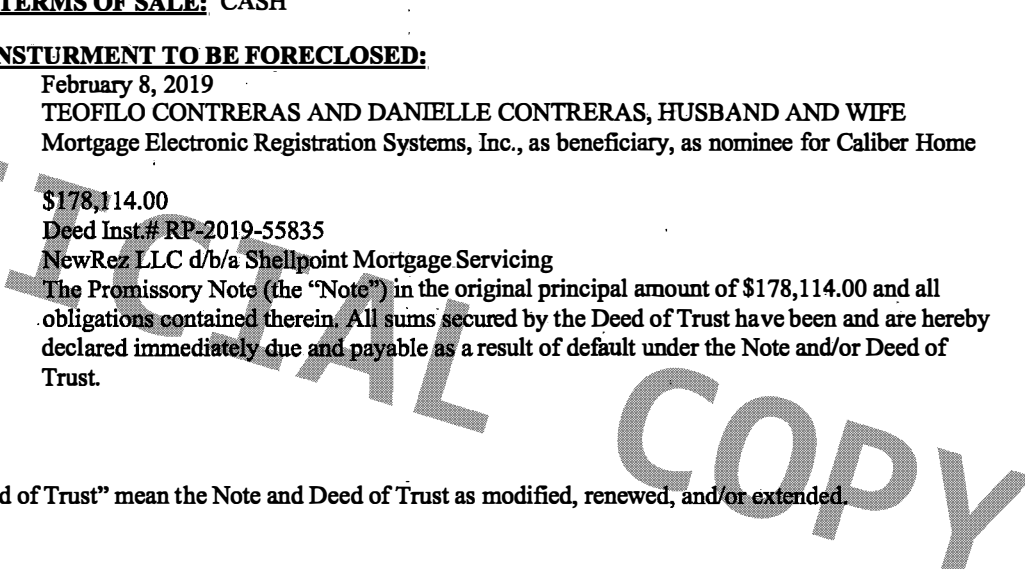 TERMS OF SALE: CASH
NSTURMENT TO BE FORECLOSED:
February 8, 2019
TEOFILO CONTRERAS AND DANIELLE CONTRERAS, HUSBAND AND WIFE
Mortgage Electronic Registration Systems, Inc., as beneficiary, as nominee for Caliber Home
$178,114.00
Deed Inst.# RP-2019-55835
NewRez LLC d/b/a Shellpoint Mortgage Servicing
The Promissory Note (the “Note”) in the original principal amount of $178,114.00 and all
obligations contained therein. All sums secured by the Deed of Trust have been and are hereby
declared immediately due and payable as a result of default under the Note and/or Deed of
Trust.
d of Trust” mean the Note and Deed of Trust as modified, renewed, and/or extended.
ICIAL COPY